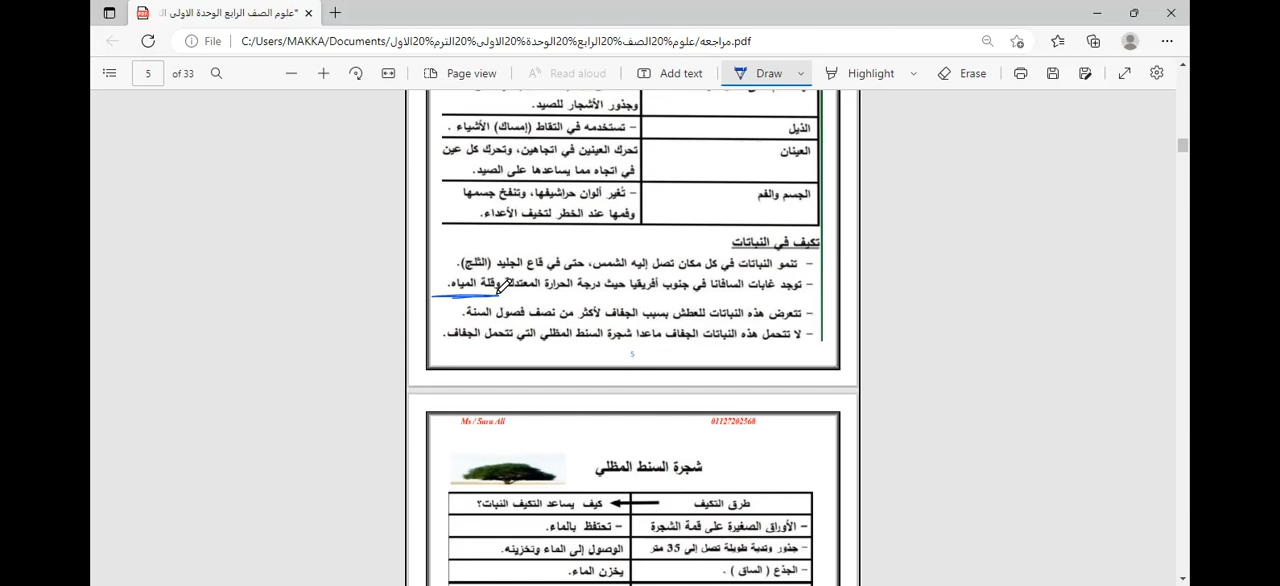 علوم الصف الرابع الوحدة الاولى ال"
File C:/Users/MAKKA/Documents/مراجعه/علوم%20الصف%20الرابع%20الوحدة%20الاولى%20الترم%20الاول.pdf
5 of 33 Page view Read aloud Add text Draw Highlight Erase
وجذور الأشجار للصيد.
الذيل
– تستخدمه في التقاط (إمساك) الأشياء .
العينان
تحرك العينين في اتجاهين، وتحرك كل عين
في اتجاه مما يساعدها على الصيد.
الجسم والفم
– تُغير ألوان حراشيفها، وتنفخ جسمها
وفمها عند الخطر لتخيف الأعداء.
تكيف في النباتات
– تنمو النباتات في كل مكان تصل إليه الشمس، حتى في قاع الجليد (الثلج).
– توجد غابات السافانا في جنوب أفريقيا حيث درجة الحرارة المعتدلة وقلة المياه.
– تتعرض هذه النباتات للعطش بسبب الجفاف لأكثر من نصف فصول السنة.
– لا تتحمل هذه النباتات الجفاف ماعدا شجرة السنط المظلي التي تتحمل الجفاف.
5
Ms / Sara Ali 01127202568
شجرة السنط المظلي
طرق التكيف
كيف يساعد التكيف النبات؟
– الأوراق الصغيرة على قمة الشجرة
– تحتفظ بالماء.
– جذور وتدية طويلة تصل إلى 35 متر
الوصول إلى الماء وتخزينه.
– الجذع ( الساق ) .
يخزن الماء.